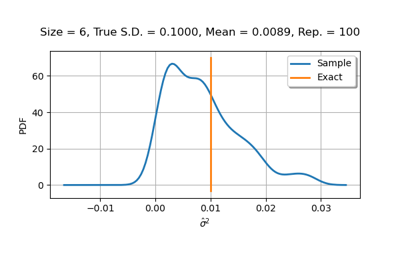 Size = 6, True S.D. = 0.1000, Mean = 0.0089, Rep. = 100
Sample
Exact
60
40
20
0
PDF
−0.01
0.00
0.01
0.02
0.03
σ̂²